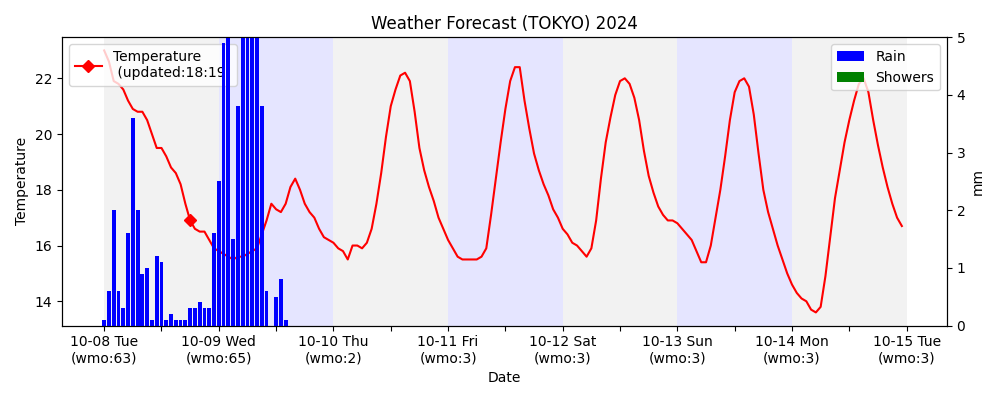 Weather Forecast (TOKYO) 2024
Temperature
(updated:18:19
Rain
Showers
22
20
18
16
14
Temperature
5
4
3
2
1
0
mm
10-08 Tue
(wmo:63)
10-09 Wed
(wmo:65)
10-10 Thu
(wmo:2)
10-11 Fri
(wmo:3)
10-12 Sat
(wmo:3)
10-13 Sun
(wmo:3)
10-14 Mon
(wmo:3)
10-15 Tue
(wmo:3)
Date